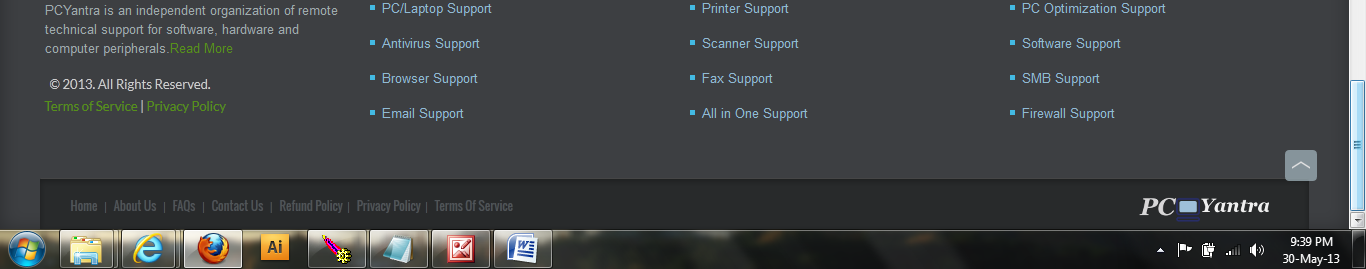 PCYantra is an independent organization of remote
technical support for software, hardware and
computer peripherals.Read More
© 2013. All Rights Reserved.
Terms of Service | Privacy Policy
PC/Laptop Support
Antivirus Support
Browser Support
Email Support
Printer Support
Scanner Support
Fax Support
All in One Support
PC Optimization Support
Software Support
SMB Support
Firewall Support
Home | About Us | FAQs | Contact Us | Refund Policy | Privacy Policy | Terms Of Service
PC Yantra
Ai
W
9:39 PM
30-May-13